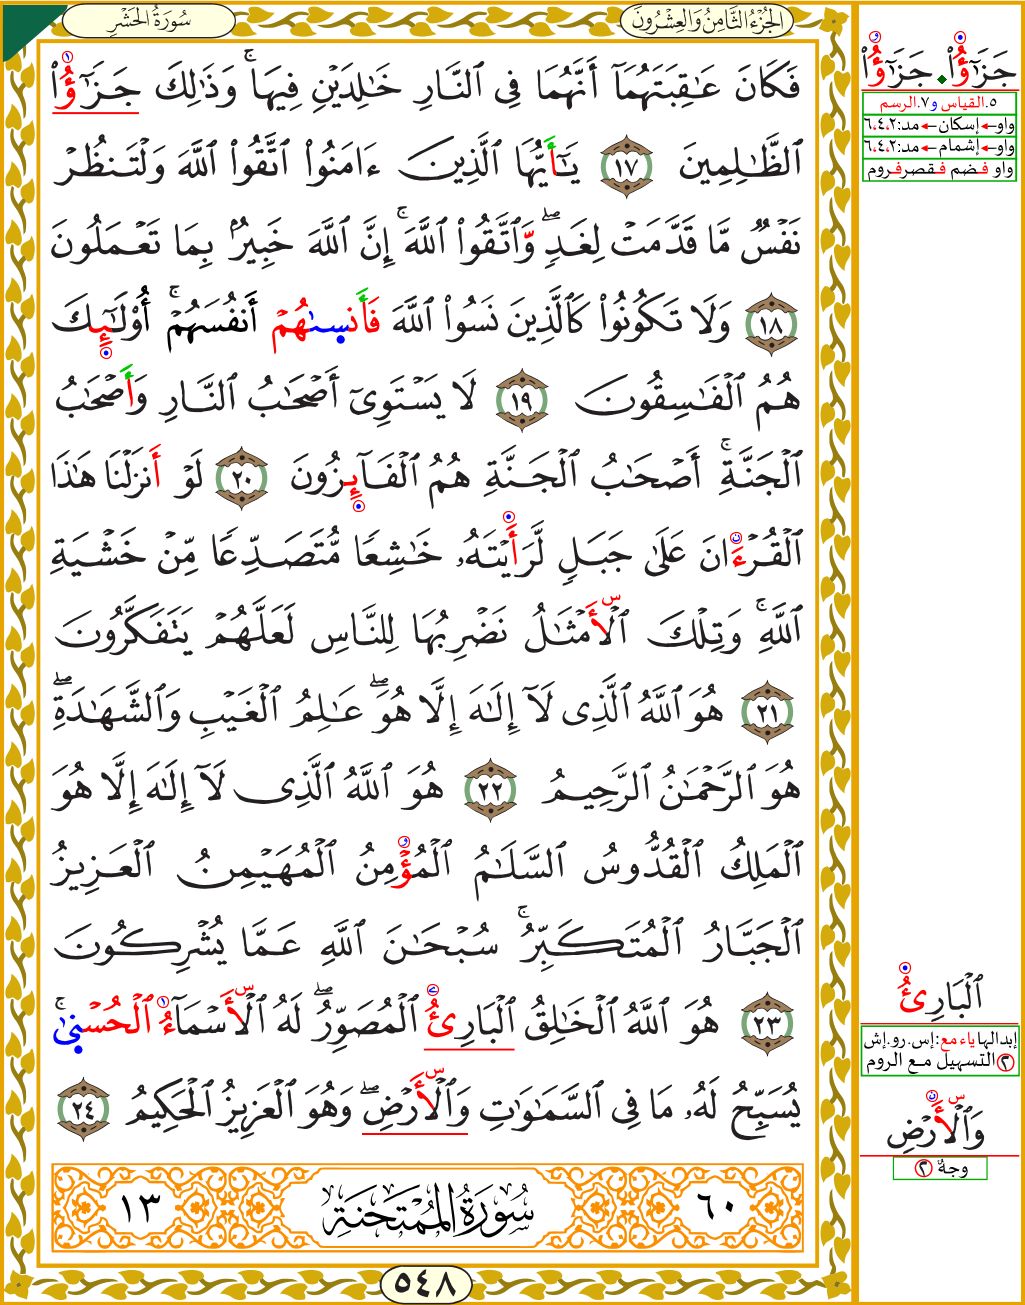 سُورَةُ الحَشْرِ
الجُزْءُ الثَّامِنُ وَالعِشْرُونَ
فَكَانَ عَٰقِبَتَهُمَآ أَنَّهُمَا فِى ٱلنَّارِ خَٰلِدَيْنِ فِيهَا ۚ وَذَٰلِكَ جَزَٰٓؤُا۟
ٱلظَّٰلِمِينَ ١٧ يَٰٓأَيُّهَا ٱلَّذِينَ ءَامَنُوا۟ ٱتَّقُوا۟ ٱللَّهَ وَلْتَنظُرْ
نَفْسٌ مَّا قَدَّمَتْ لِغَدٍ ۖ وَٱتَّقُوا۟ ٱللَّهَ ۚ إِنَّ ٱللَّهَ خَبِيرٌۢ بِمَا تَعْمَلُونَ
١٨ وَلَا تَكُونُوا۟ كَٱلَّذِينَ نَسُوا۟ ٱللَّهَ فَأَنسىٰهُمْ أَنفُسَهُمْ ۚ أُو۟لَٰٓئِكَ
هُمُ ٱلْفَٰسِقُونَ ١٩ لَا يَسْتَوِىٓ أَصْحَٰبُ ٱلنَّارِ وَأَصْحَٰبُ
ٱلْجَنَّةِ ۚ أَصْحَٰبُ ٱلْجَنَّةِ هُمُ ٱلْفَآئِزُونَ ٢٠ لَوْ أَنزَلْنَا هَٰذَا
ٱلْقُرْءَانَ عَلَىٰ جَبَلٍ لَّرَأَيْتَهُۥ خَٰشِعًا مُّتَصَدِّعًا مِّنْ خَشْيَةِ
ٱللَّهِ ۚ وَتِلْكَ ٱلْأَمْثَٰلُ نَضْرِبُهَا لِلنَّاسِ لَعَلَّهُمْ يَتَفَكَّرُونَ
٢١ هُوَ ٱللَّهُ ٱلَّذِى لَآ إِلَٰهَ إِلَّا هُوَ ۖ عَٰلِمُ ٱلْغَيْبِ وَٱلشَّهَٰدَةِ ۖ
هُوَ ٱلرَّحْمَٰنُ ٱلرَّحِيمُ ٢٢ هُوَ ٱللَّهُ ٱلَّذِى لَآ إِلَٰهَ إِلَّا هُوَ
ٱلْمَلِكُ ٱلْقُدُّوسُ ٱلسَّلَٰمُ ٱلْمُؤْمِنُ ٱلْمُهَيْمِنُ ٱلْعَزِيزُ
ٱلْجَبَّارُ ٱلْمُتَكَبِّرُ ۚ سُبْحَٰنَ ٱللَّهِ عَمَّا يُشْرِكُونَ
٢٣ هُوَ ٱللَّهُ ٱلْخَٰلِقُ ٱلْبَارِئُ ٱلْمُصَوِّرُ ۖ لَهُ ٱلْأَسْمَآءُ ٱلْحُسْنىٰ ۚ
يُسَبِّحُ لَهُۥ مَا فِى ٱلسَّمَٰوَٰتِ وَٱلْأَرْضِ ۖ وَهُوَ ٱلْعَزِيزُ ٱلْحَكِيمُ ٢٤
٦٠ سُورَةُ المُمْتَحَنَةِ ١٣
٥٤٨
جَزَٰٓؤُا۟ جَزَٰٓؤُا۟
٥.القياس و٧.الرسم
واو←إسكان←مد:٦،٤،٢
واو←إشمام←مد:٦،٤،٢
واو فضم فقصر فروم
ٱلْبَارِئُ
إبدالها ياء مع:إس.رو.إش
٢ التسهيل مع الروم
وَٱلْأَرْضِ
٢ وجهٌ